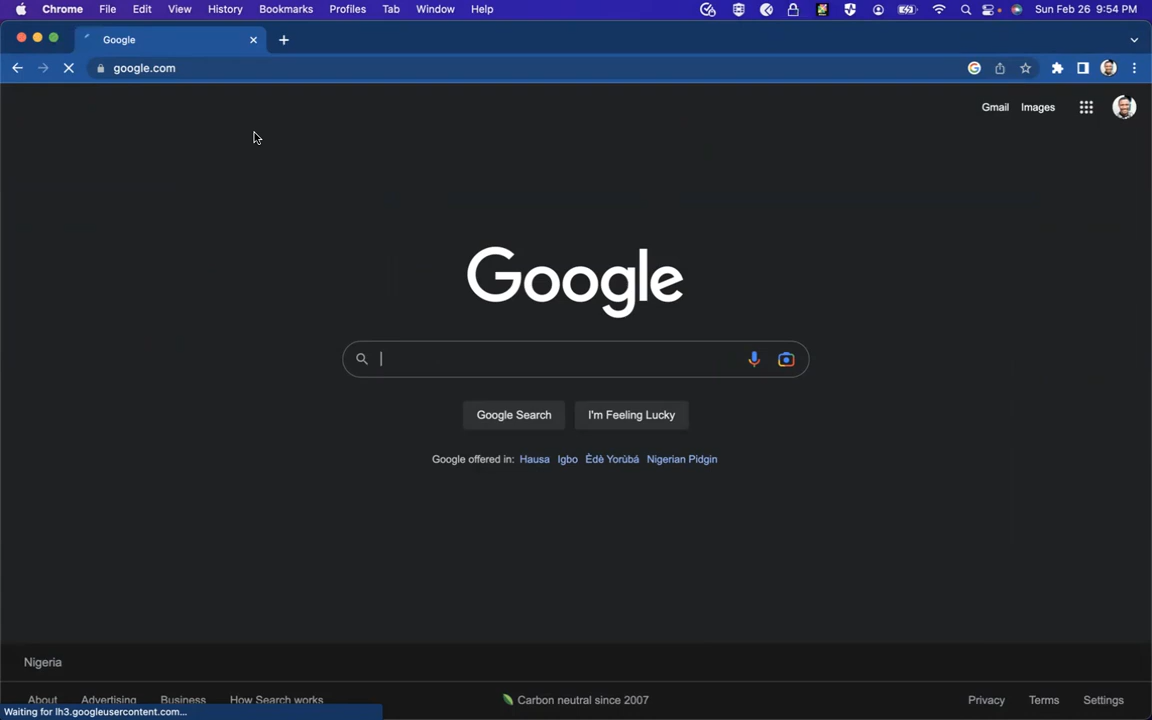 Chrome File Edit View History Bookmarks Profiles Tab Window Help Sun Feb 26 9:54 PM
Google
google.com
Gmail Images
Google
Google Search I'm Feeling Lucky
Google offered in: Hausa Igbo Èdè Yorùbá Nigerian Pidgin
Nigeria
About Advertising Business How Search works Carbon neutral since 2007 Privacy Terms Settings
Waiting for lh3.googleusercontent.com...